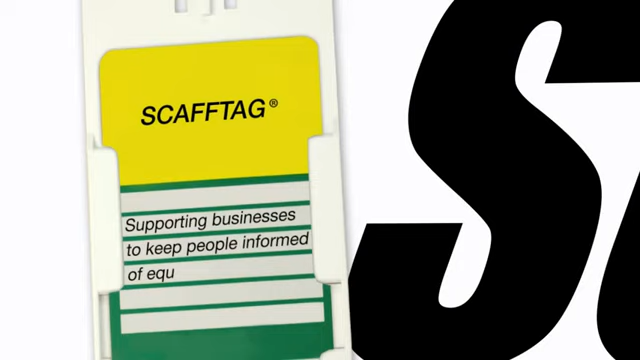 SCAFFTAG®
Supporting businesses
to keep people informed
of equ
S